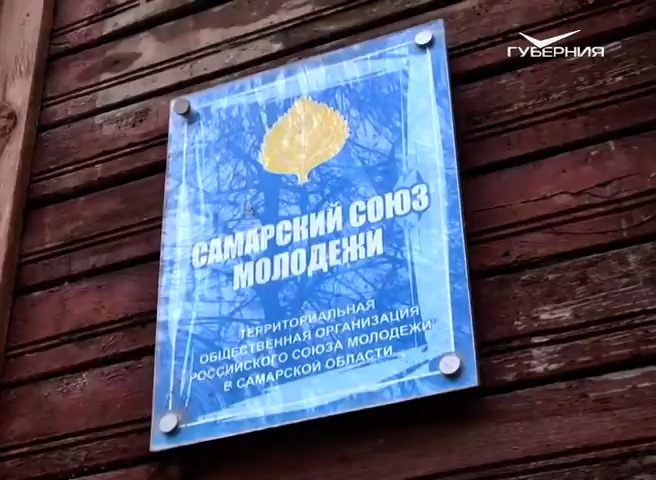 ГУБЕРНИЯ
САМАРСКИЙ СОЮЗ
МОЛОДЕЖИ
ТЕРРИТОРИАЛЬНАЯ
ОБЩЕСТВЕННАЯ ОРГАНИЗАЦИЯ
"РОССИЙСКОГО СОЮЗА МОЛОДЕЖИ"
В САМАРСКОЙ ОБЛАСТИ